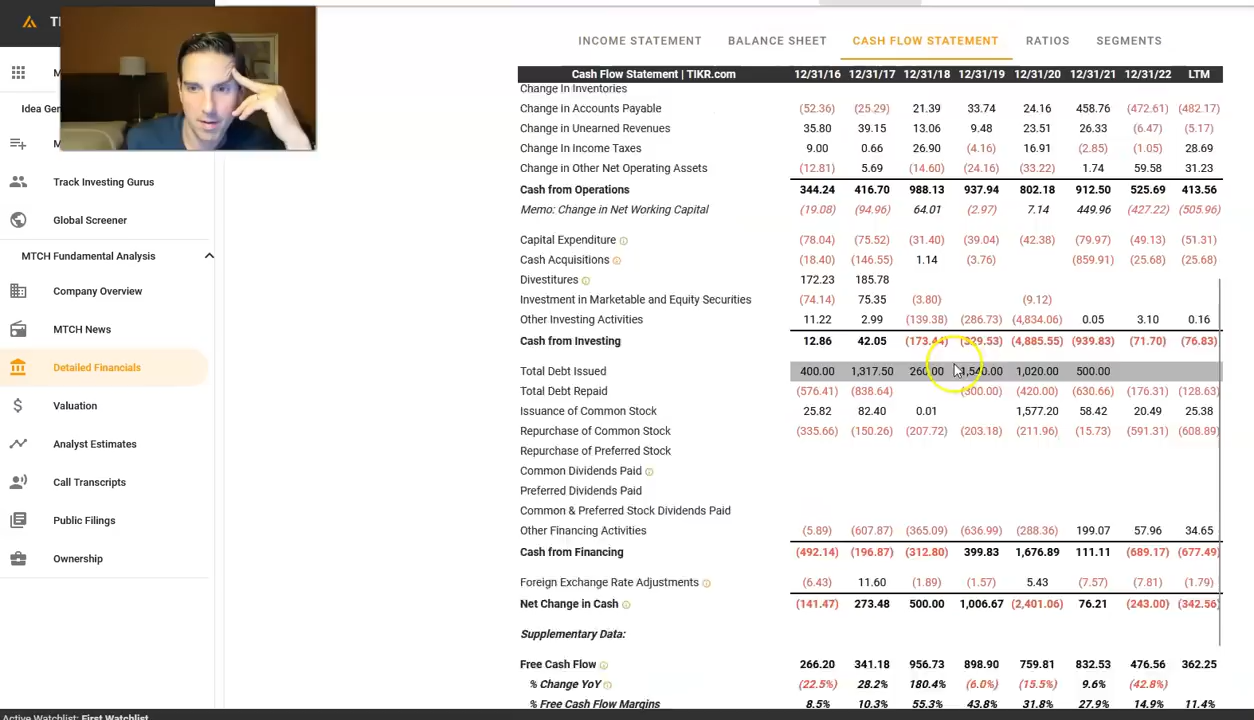 TI
INCOME STATEMENT BALANCE SHEET CASH FLOW STATEMENT RATIOS SEGMENTS
M
Idea Gen
M
Track Investing Gurus
Global Screener
MTCH Fundamental Analysis
Company Overview
MTCH News
Detailed Financials
Valuation
Analyst Estimates
Call Transcripts
Public Filings
Ownership
Active Watchlist: First Watchlist
Cash Flow Statement | TIKR.com 12/31/16 12/31/17 12/31/18 12/31/19 12/31/20 12/31/21 12/31/22 LTM
Change In Inventories
Change in Accounts Payable (52.36) (25.29) 21.39 33.74 24.16 458.76 (472.61) (482.17)
Change in Unearned Revenues 35.80 39.15 13.06 9.48 23.51 26.33 (6.47) (5.17)
Change In Income Taxes 9.00 0.66 26.90 (4.16) 16.91 (2.85) (1.05) 28.69
Change in Other Net Operating Assets (12.81) 5.69 (14.60) (24.16) (33.22) 1.74 59.58 31.23
Cash from Operations 344.24 416.70 988.13 937.94 802.18 912.50 525.69 413.56
Memo: Change in Net Working Capital (19.08) (94.96) 64.01 (2.97) 7.14 449.96 (427.22) (505.96)
Capital Expenditure (78.04) (75.52) (31.40) (39.04) (42.38) (79.97) (49.13) (51.31)
Cash Acquisitions (18.40) (146.55) 1.14 (3.76) (859.91) (25.68) (25.68)
Divestitures 172.23 185.78
Investment in Marketable and Equity Securities (74.14) 75.35 (3.80) (9.12)
Other Investing Activities 11.22 2.99 (139.38) (286.73) (4,834.06) 0.05 3.10 0.16
Cash from Investing 12.86 42.05 (173.44) (329.53) (4,885.55) (939.83) (71.70) (76.83)
Total Debt Issued 400.00 1,317.50 260.00 1,540.00 1,020.00 500.00
Total Debt Repaid (576.41) (838.64) (300.00) (420.00) (630.66) (176.31) (128.63)
Issuance of Common Stock 25.82 82.40 0.01 1,577.20 58.42 20.49 25.38
Repurchase of Common Stock (335.66) (150.26) (207.72) (203.18) (211.96) (15.73) (591.31) (608.89)
Repurchase of Preferred Stock
Common Dividends Paid
Preferred Dividends Paid
Common & Preferred Stock Dividends Paid
Other Financing Activities (5.89) (607.87) (365.09) (636.99) (288.36) 199.07 57.96 34.65
Cash from Financing (492.14) (196.87) (312.80) 399.83 1,676.89 111.11 (689.17) (677.49)
Foreign Exchange Rate Adjustments (6.43) 11.60 (1.89) (1.57) 5.43 (7.57) (7.81) (1.79)
Net Change in Cash (141.47) 273.48 500.00 1,006.67 (2,401.06) 76.21 (243.00) (342.56)
Supplementary Data:
Free Cash Flow 266.20 341.18 956.73 898.90 759.81 832.53 476.56 362.25
% Change YoY (22.5%) 28.2% 180.4% (6.0%) (15.5%) 9.6% (42.8%)
% Free Cash Flow Margins 8.5% 10.3% 55.3% 43.8% 31.8% 27.9% 14.9% 11.4%